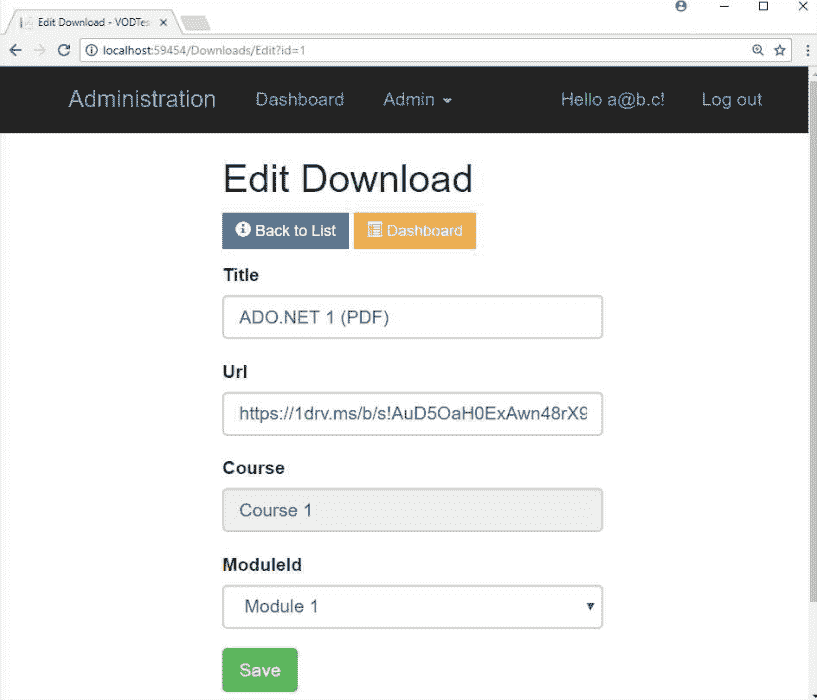 Edit Download - VODTes
localhost:59454/Downloads/Edit?id=1
Administration Dashboard Admin Hello a@b.c! Log out
Edit Download
Back to List Dashboard
Title
ADO.NET 1 (PDF)
Url
https://1drv.ms/b/s!AuD5OaH0ExAwn48rX9
Course
Course 1
ModuleId
Module 1
Save